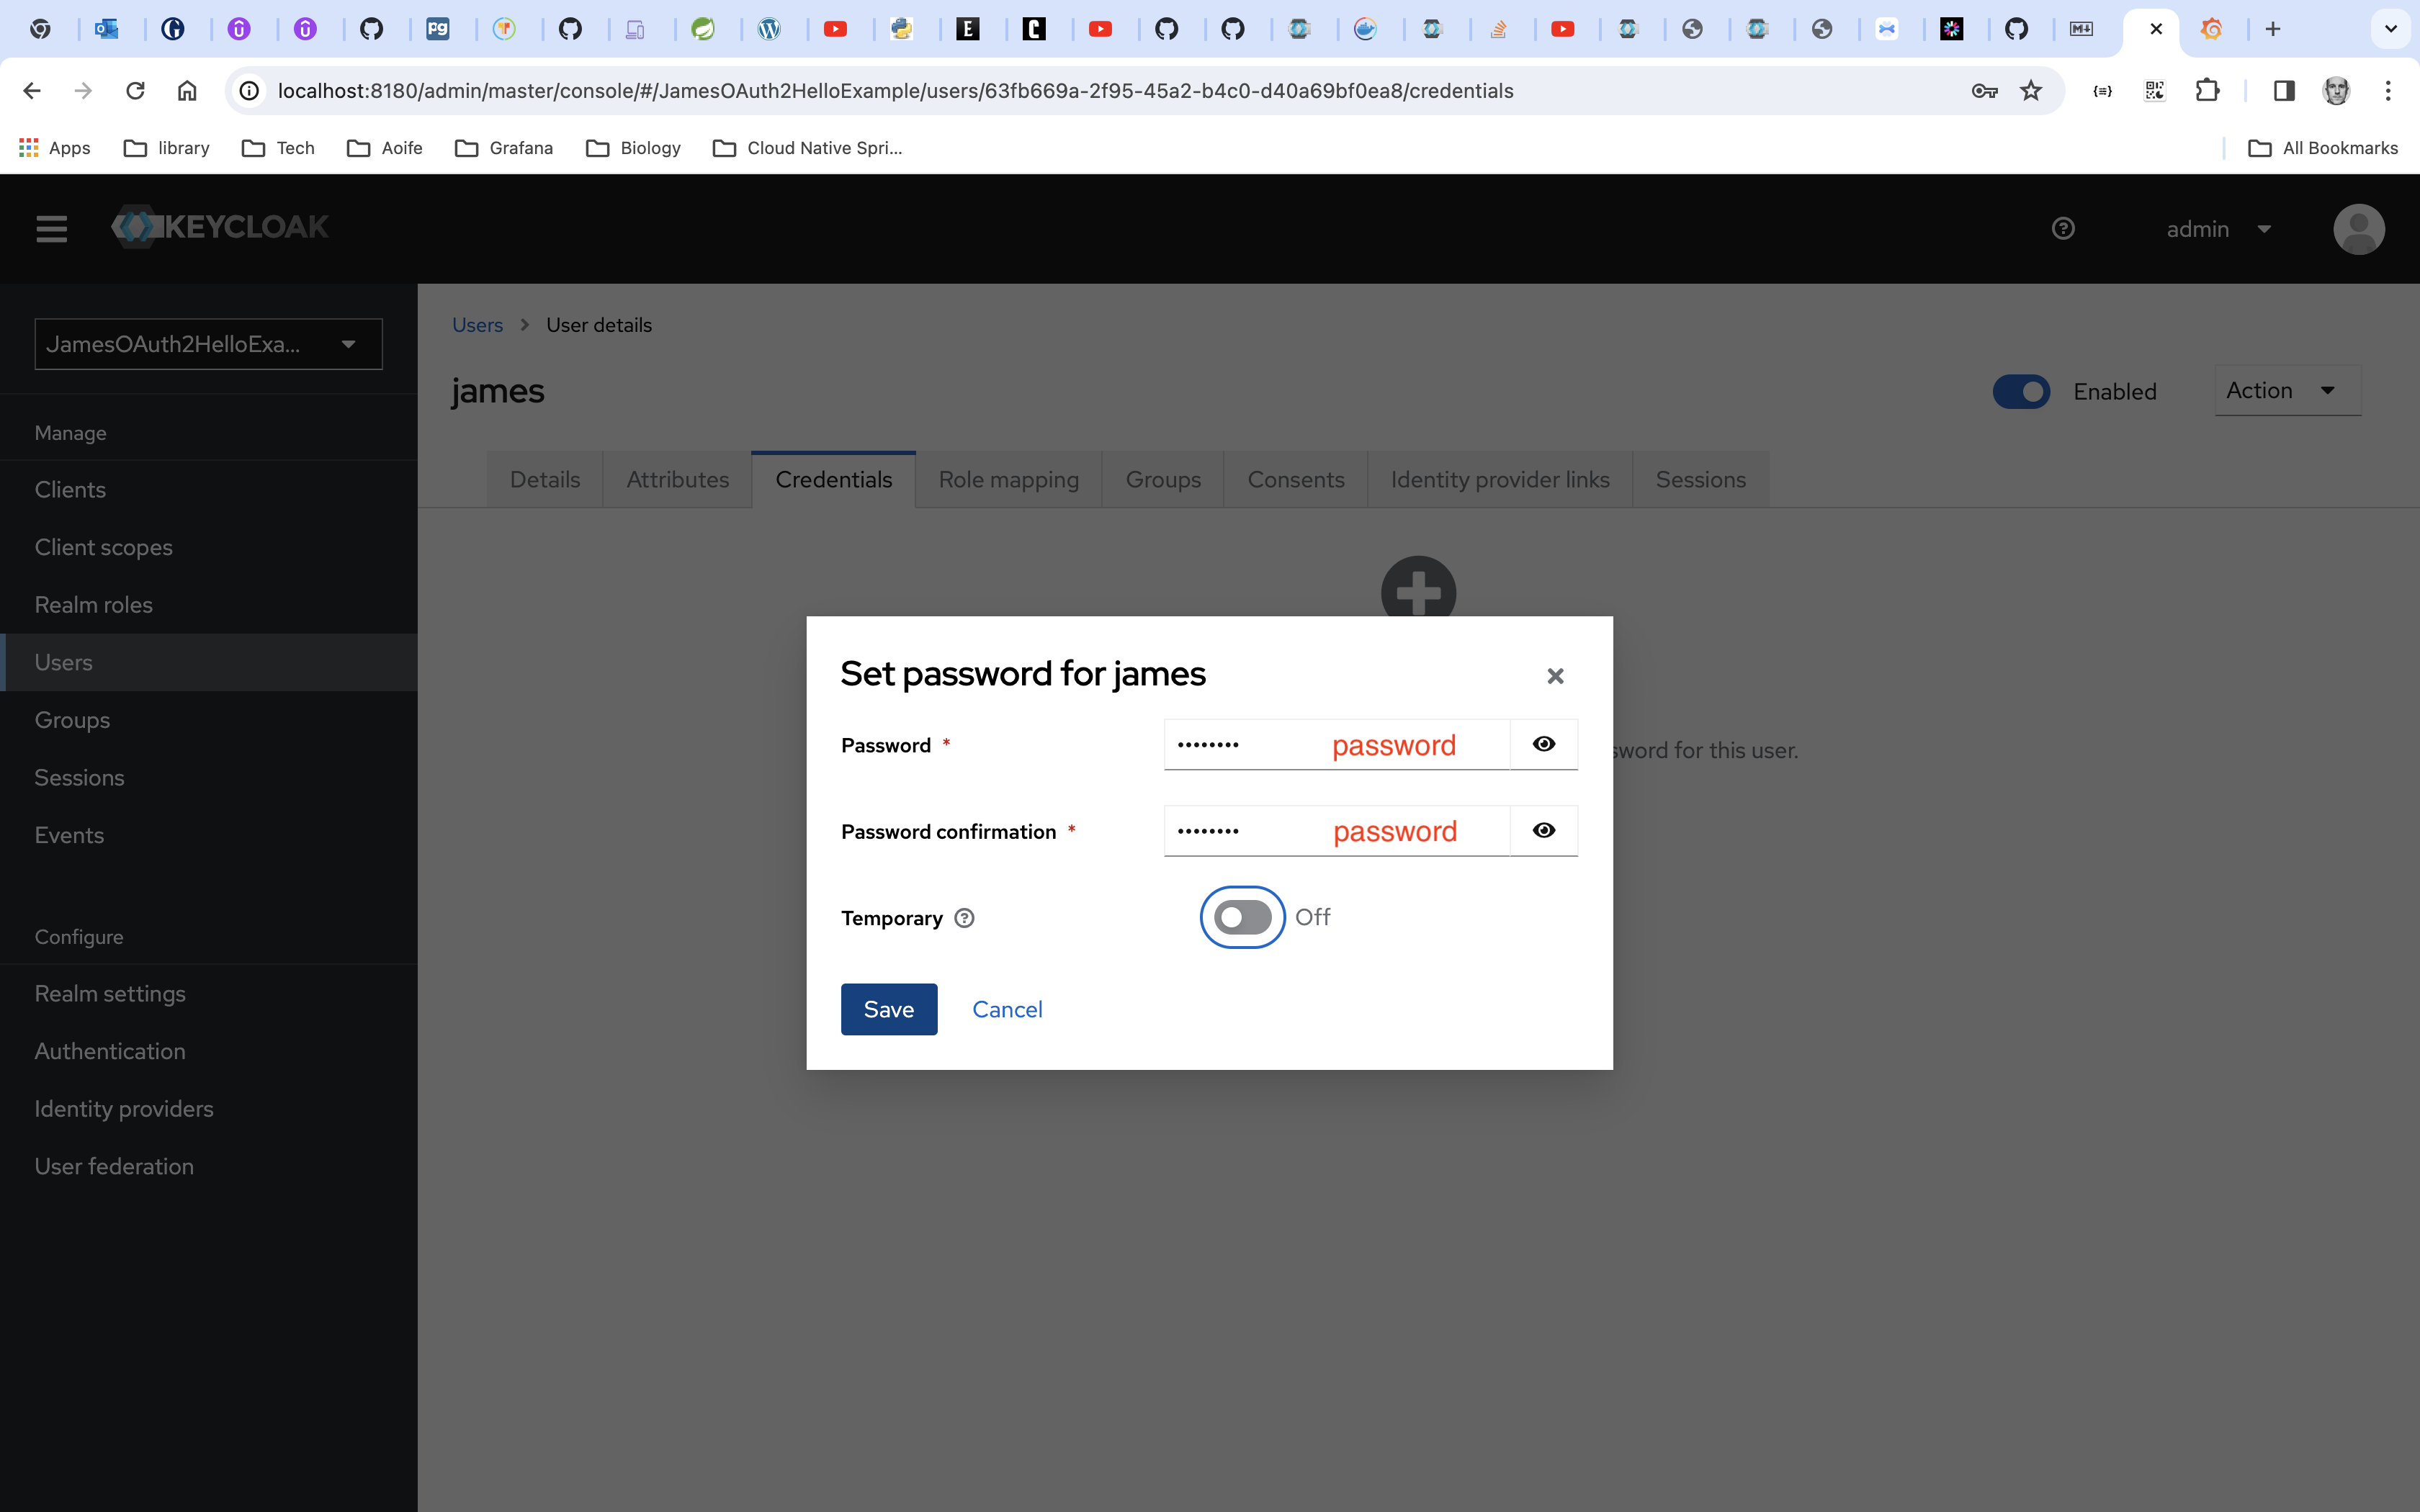 localhost:8180/admin/master/console/#/JamesOAuth2HelloExample/users/63fb669a-2f95-45a2-b4c0-d40a69bf0ea8/credentials
Apps library Tech Aoife Grafana Biology Cloud Native Spri... All Bookmarks
KEYCLOAK admin
JamesOAuth2HelloExa...
Manage
Clients
Client scopes
Realm roles
Users
Groups
Sessions
Events
Configure
Realm settings
Authentication
Identity providers
User federation
Users User details
james
Enabled
Action
Details Attributes Credentials Role mapping Groups Consents Identity provider links Sessions
sword for this user.
Set password for james
Password * •••••••• password
Password confirmation * •••••••• password
Temporary Off
Save Cancel